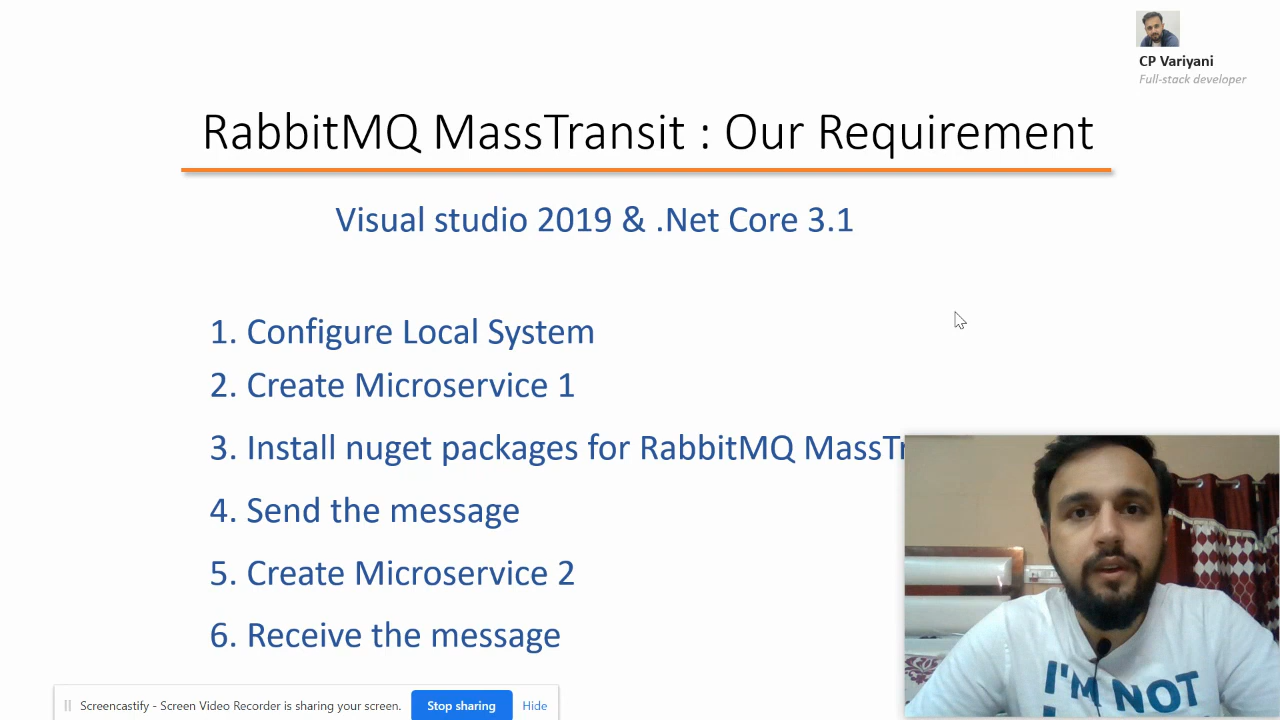 CP Variyani
Full-stack developer
RabbitMQ MassTransit : Our Requirement
Visual studio 2019 & .Net Core 3.1
1. Configure Local System
2. Create Microservice 1
3. Install nuget packages for RabbitMQ MassTr
4. Send the message
5. Create Microservice 2
6. Receive the message
I'M NOT
Screencastify - Screen Video Recorder is sharing your screen.
Stop sharing
Hide